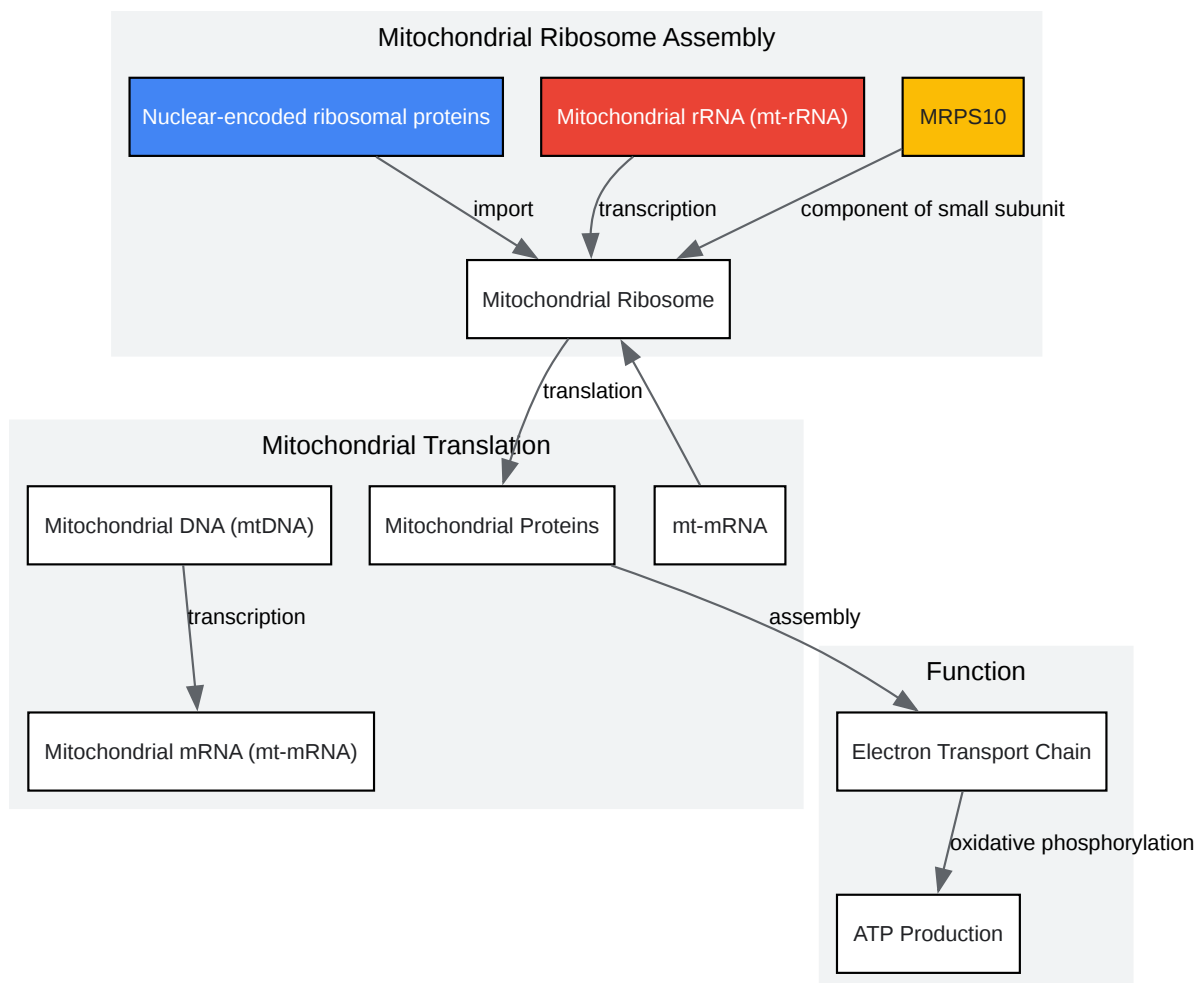 Mitochondrial Ribosome Assembly
Nuclear-encoded ribosomal proteins
Mitochondrial rRNA (mt-rRNA)
MRPS10
import
transcription
component of small subunit
Mitochondrial Ribosome
translation
Mitochondrial Translation
Mitochondrial DNA (mtDNA)
Mitochondrial Proteins
mt-mRNA
transcription
assembly
Function
Mitochondrial mRNA (mt-mRNA)
Electron Transport Chain
oxidative phosphorylation
ATP Production